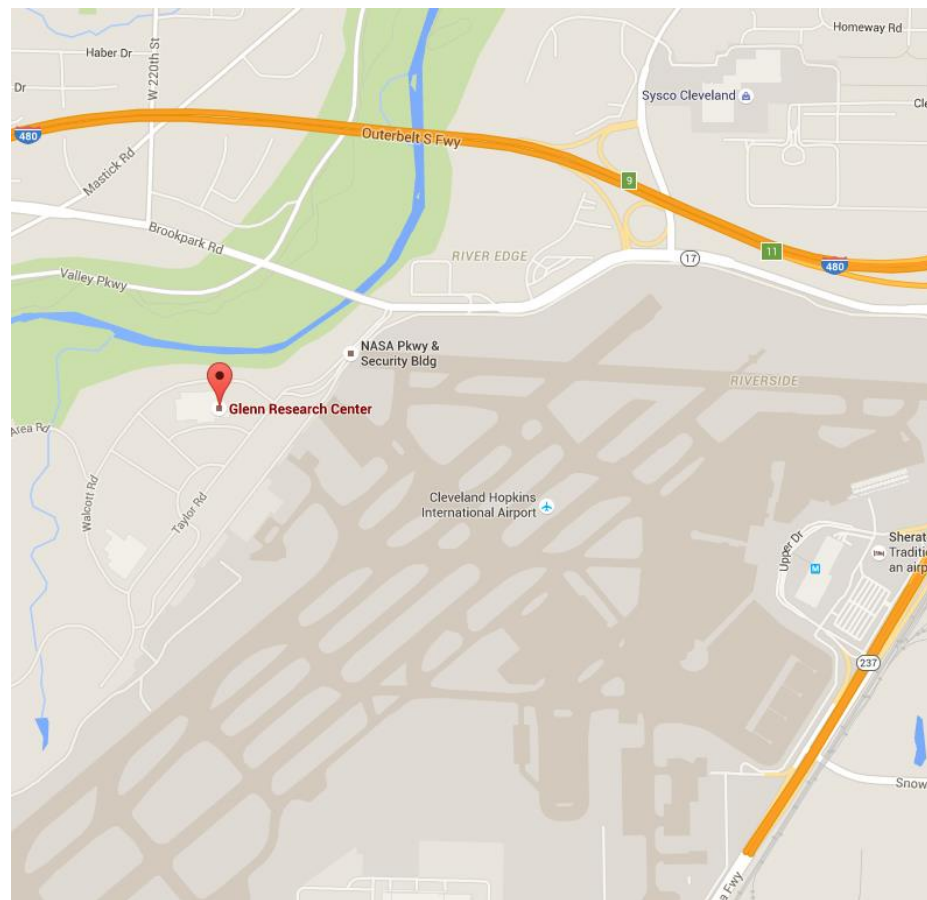 Homeway Rd
Haber Dr
W 220th St
Dr
Sysco Cleveland
Cle
480
Outerbelt S Fwy
Mastick Rd
9
Brookpark Rd
11
RIVER EDGE
17
480
Valley Pkwy
NASA Pkwy &
Security Bldg
RIVERSIDE
Glenn Research Center
Area Rd
Walcott Rd
Taylor Rd
Cleveland Hopkins
International Airport
Upper Dr
Sherat
Traditi
an airp
M
237
Snow
a Fwy